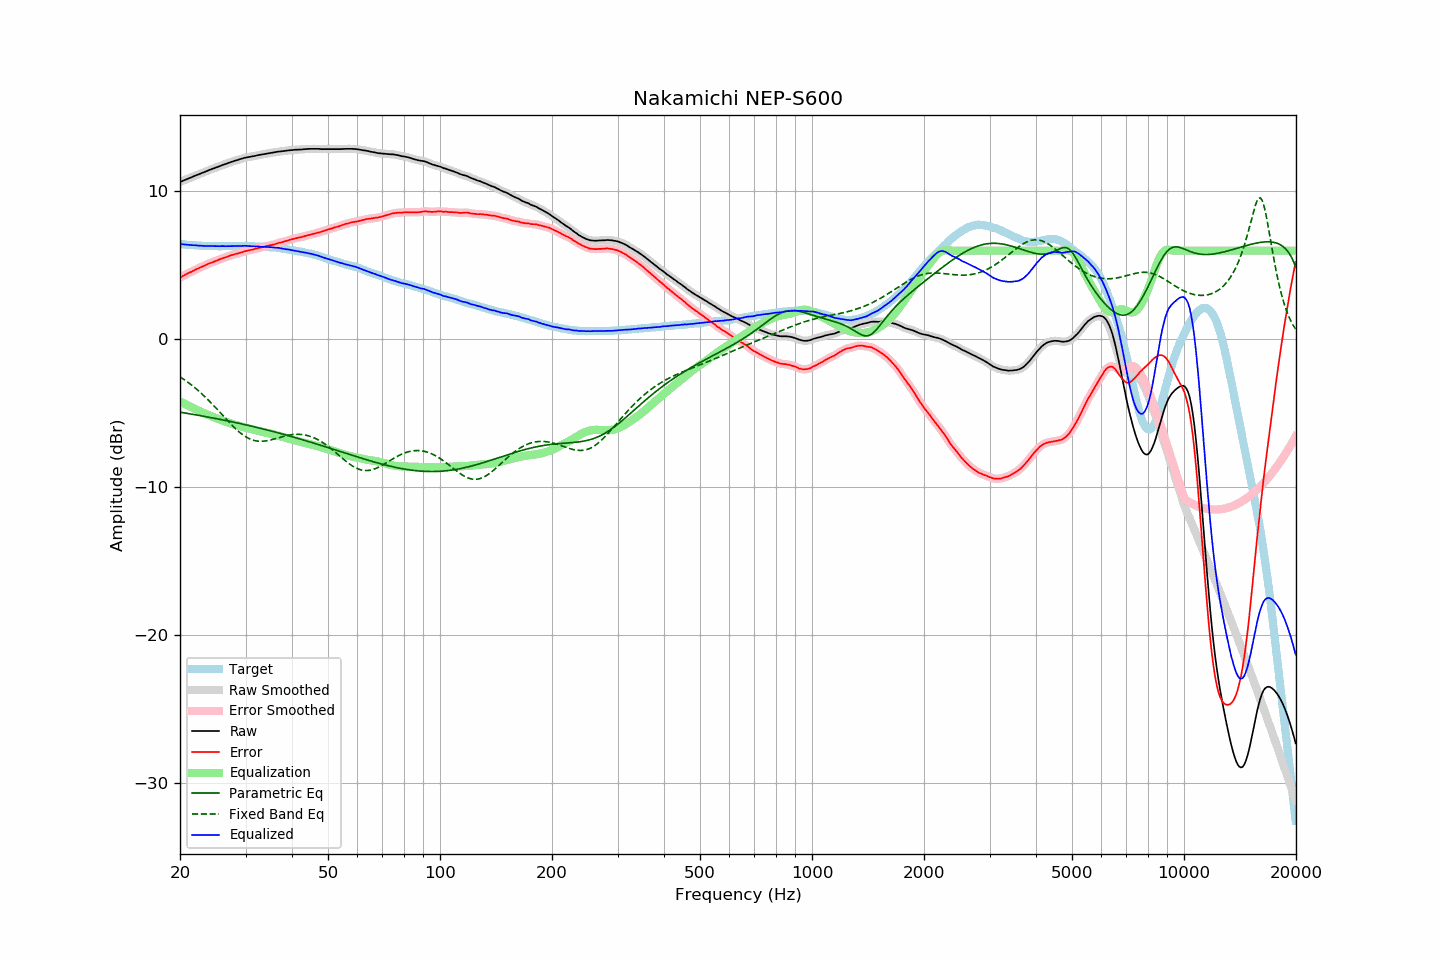 Nakamichi NEP-S600
Amplitude (dBr)
10
0
−10
−20
−30
Target
Raw Smoothed
Error Smoothed
Raw
Error
Equalization
Parametric Eq
Fixed Band Eq
Equalized
20 50 100 200 500 1000 2000 5000 10000 20000
Frequency (Hz)